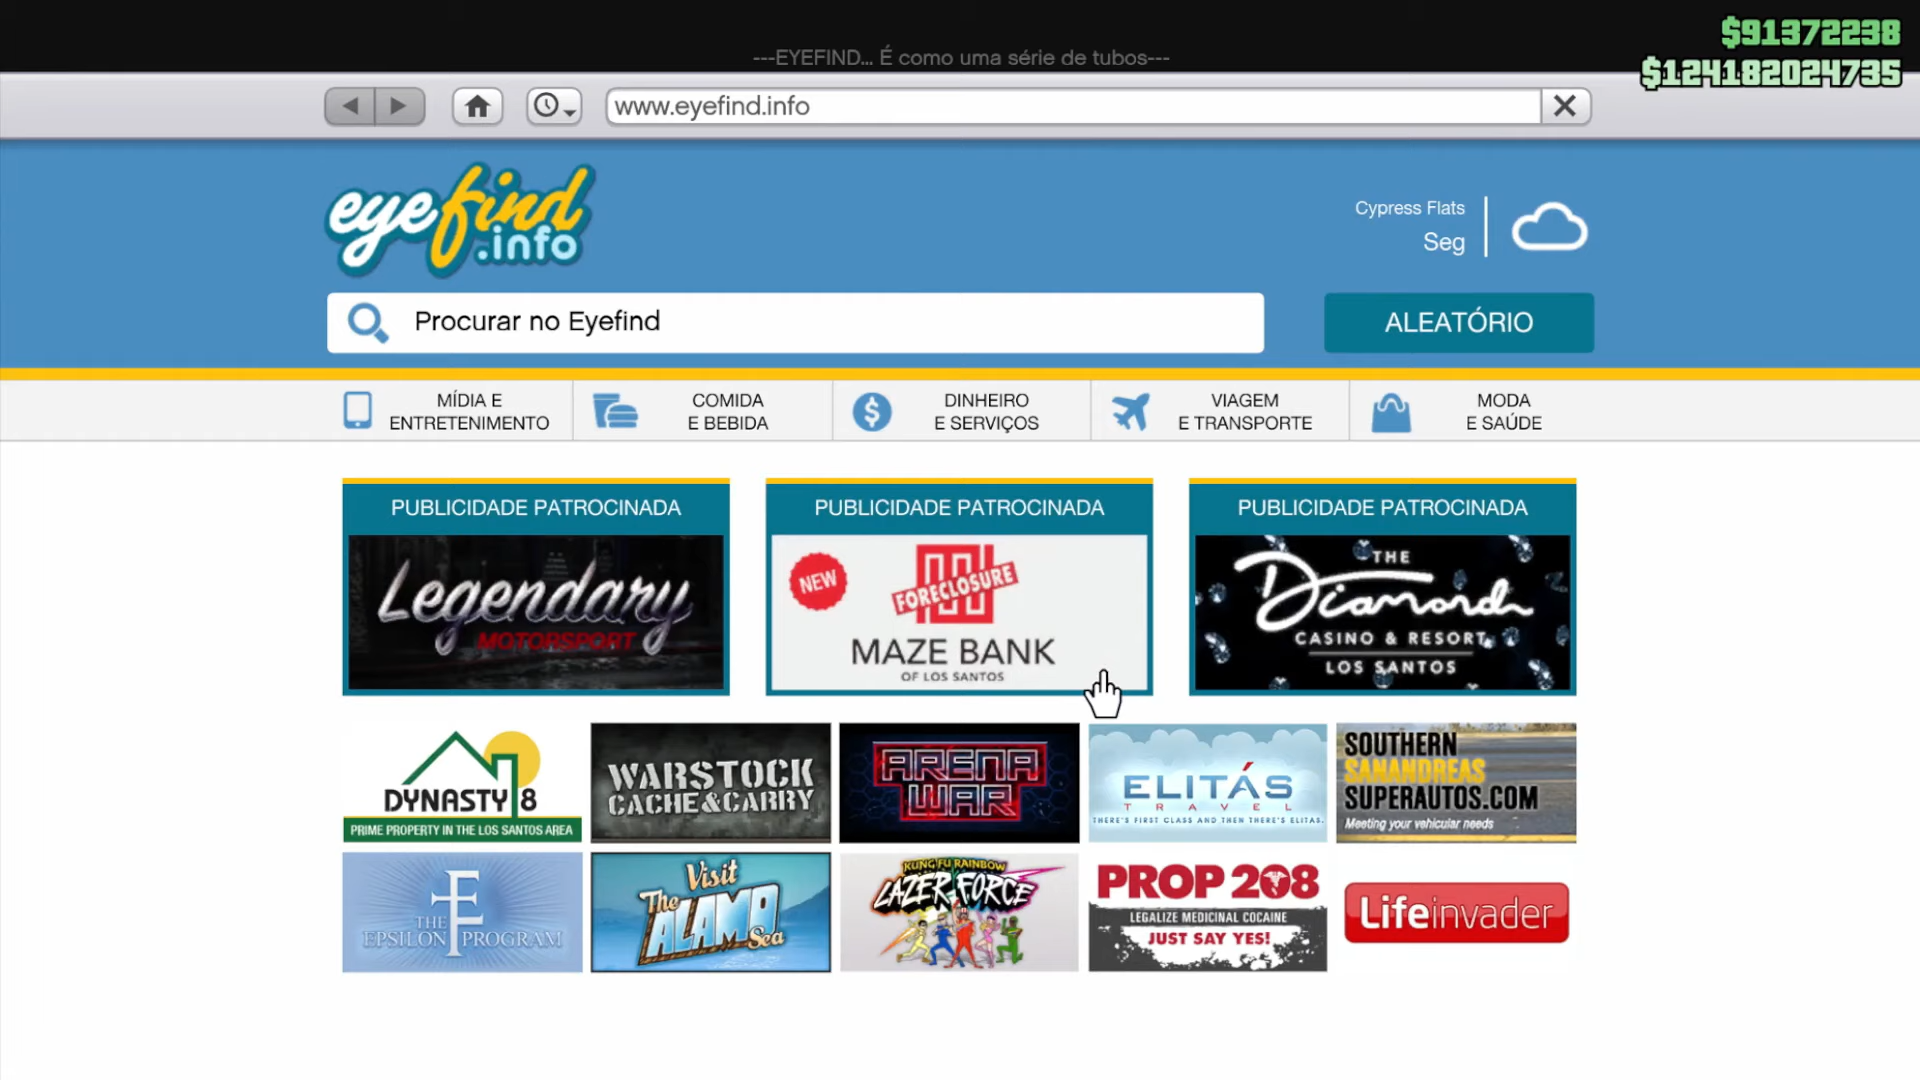 $91372238
---EYEFIND... É como uma série de tubos---
$124182024735
www.eyefind.info
eyefind
.info
Cypress Flats
Seg
Procurar no Eyefind
ALEATÓRIO
MÍDIA E
ENTRETENIMENTO
COMIDA
E BEBIDA
DINHEIRO
E SERVIÇOS
VIAGEM
E TRANSPORTE
MODA
E SAÚDE
PUBLICIDADE PATROCINADA
Legendary
MOTORSPORT
PUBLICIDADE PATROCINADA
NEW
FORECLOSURE
MAZE BANK
OF LOS SANTOS
PUBLICIDADE PATROCINADA
THE
Diamond
CASINO & RESORT
LOS SANTOS
DYNASTY 8
PRIME PROPERTY IN THE LOS SANTOS AREA
WARSTOCK
CACHE&CARRY
ARENA
WAR
ELITÁS
TRAVEL
THERE'S FIRST CLASS AND THEN THERE'S ELITAS.
SOUTHERN
SANANDREAS
SUPERAUTOS.COM
Meeting your vehicular needs
THE
EPSILON PROGRAM
Visit
The
ALAMO
Sea
KUNG FU RAINBOW
LAZER FORCE
PROP 208
LEGALIZE MEDICINAL COCAINE
JUST SAY YES!
Lifeinvader